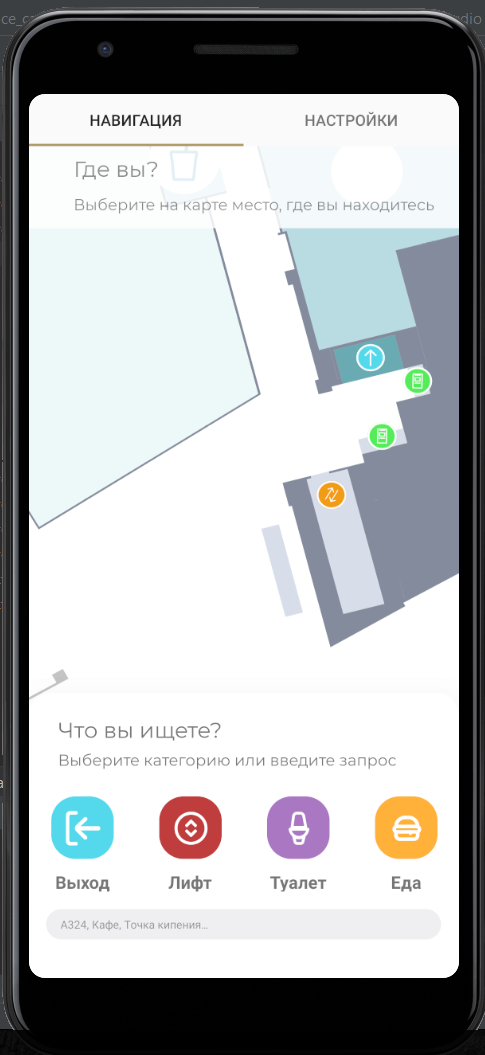 НАВИГАЦИЯ НАСТРОЙКИ
Где вы?
Выберите на карте место, где вы находитесь
Что вы ищете?
Выберите категорию или введите запрос
Выход Лифт Туалет Еда
А324, Кафе, Точка кипения...